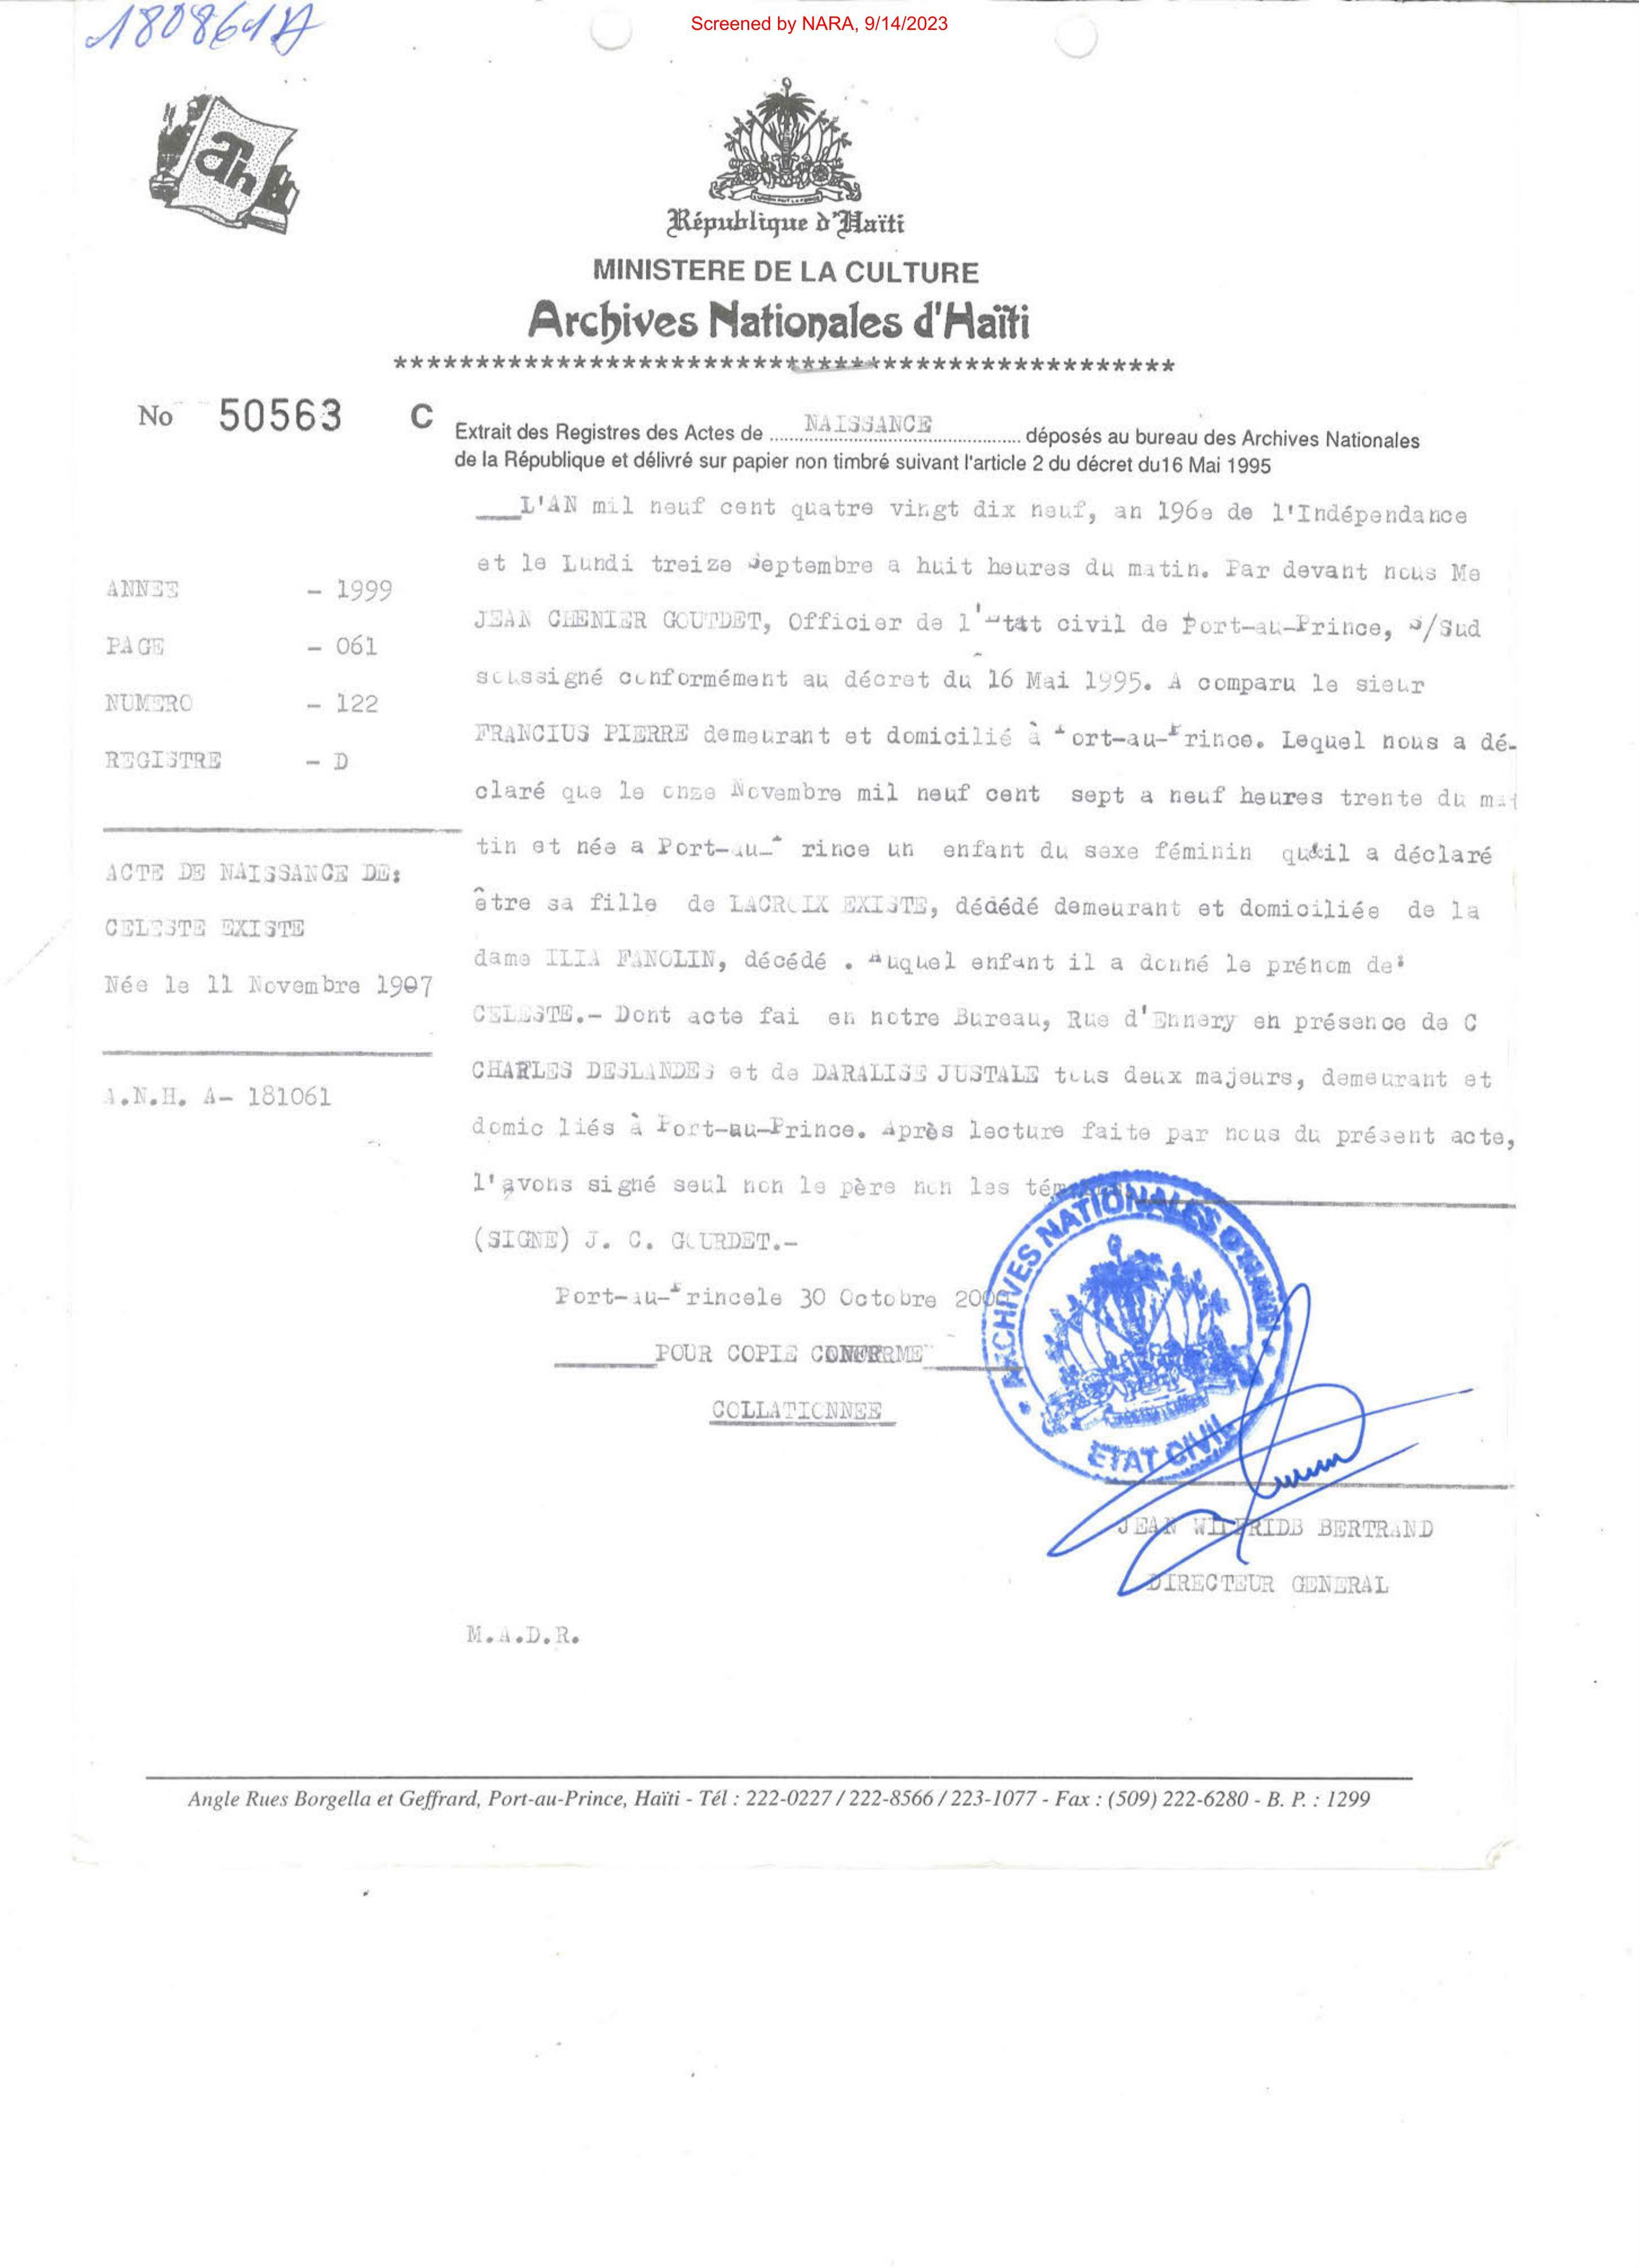 180861A
Screened by NARA, 9/14/2023
ah
République d'Haïti
MINISTERE DE LA CULTURE
Archives Nationales d'Haïti
************************************************
No 50563 C
Extrait des Registres des Actes de NAISSANCE déposés au bureau des Archives Nationales
de la République et délivré sur papier non timbré suivant l'article 2 du décret du16 Mai 1995
L'AN mil neuf cent quatre vingt dix neuf, an 196e de l'Indépendance
et le Lundi treize Septembre a huit heures du matin. Par devant nous Me
JEAN CHENIER GOUTDET, Officier de l'Etat civil de Port-au-Prince, S/Sud
soussigné conformément au décret du 16 Mai 1995. A comparu le sieur
FRANCIUS PIERRE demeurant et domicilié à Port-au-Prince. Lequel nous a dé-
claré que le onze Novembre mil neuf cent sept a neuf heures trente du mat
tin et née a Port-au-Prince un enfant du sexe féminin qu'il a déclaré
être sa fille de LACROIX EXISTE, décédé demeurant et domiciliée de la
dame ILIA FANOLIN, décédé . Auquel enfant il a donné le prénom de:
CELESTE.- Dont acte fai en notre Bureau, Rue d'Ennery en présence de C
CHARLES DESLANDES et de DARALISE JUSTALE tous deux majeurs, demeurant et
domic liés à Port-au-Prince. Après lecture faite par nous du présent acte,
l'avons signé seul non le père non les
(SIGNE) J. C. GOURDET.-
Port-au-Princele 30 Octobre 2000
POUR COPIE CONFORME
COLLATIONNEE
ANNEE - 1999
PAGE - 061
NUMERO - 122
REGISTRE - D
ACTE DE NAISSANCE DE:
CELESTE EXISTE
Née le 11 Novembre 1907
A.N.H. A- 181061
ARCHIVES NATIONALES D'HAITI
ETAT CIVIL
JEAN WILFRIDB BERTRAND
DIRECTEUR GENERAL
M.A.D.R.
Angle Rues Borgella et Geffrard, Port-au-Prince, Haïti - Tél : 222-0227 / 222-8566 / 223-1077 - Fax : (509) 222-6280 - B. P. : 1299